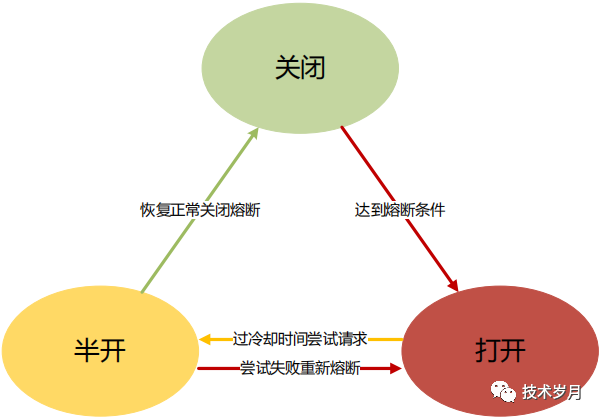 关闭
恢复正常关闭熔断
达到熔断条件
半开
过冷却时间尝试请求
尝试失败重新熔断
打开
技术岁月